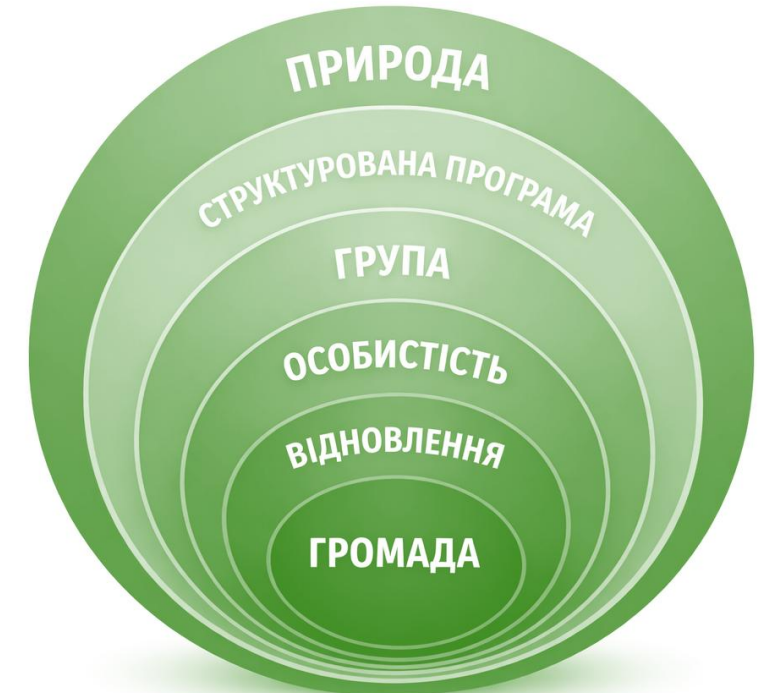 ПРИРОДА
СТРУКТУРОВАНА ПРОГРАМА
ГРУПА
ОСОБИСТІСТЬ
ВІДНОВЛЕННЯ
ГРОМАДА